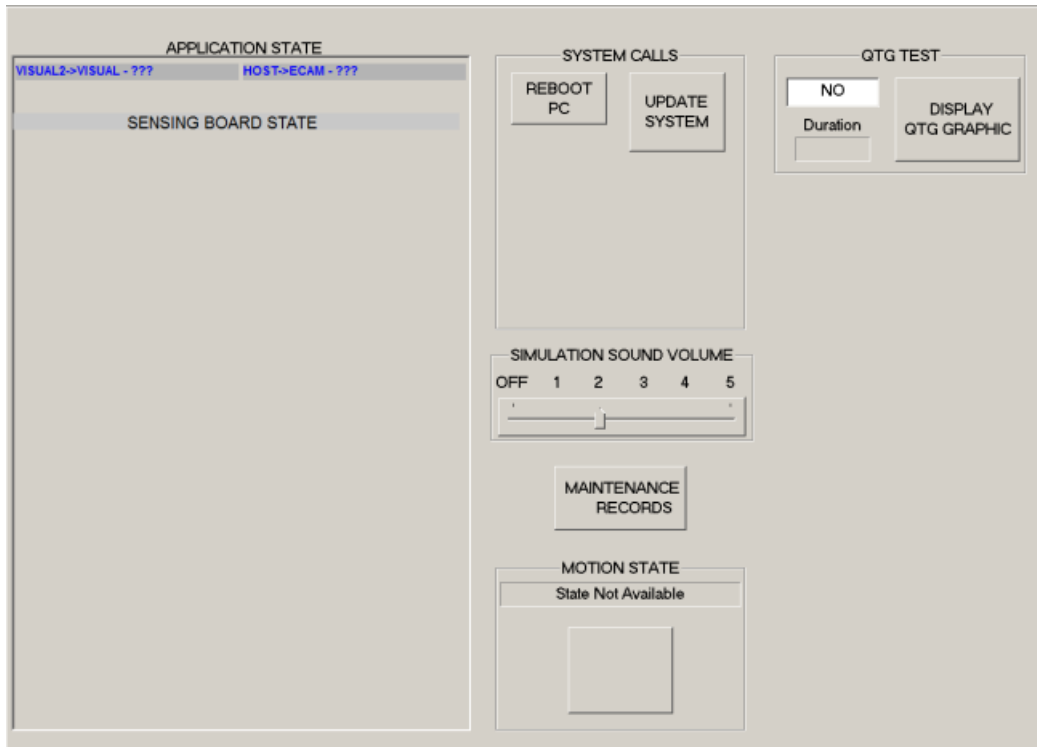 APPLICATION STATE
VISUAL2->VISUAL - ???
HOST->ECAM - ???
SENSING BOARD STATE
SYSTEM CALLS
REBOOT
PC
UPDATE
SYSTEM
QTG TEST
NO
Duration
DISPLAY
QTG GRAPHIC
SIMULATION SOUND VOLUME
OFF 1 2 3 4 5
MAINTENANCE
RECORDS
MOTION STATE
State Not Available